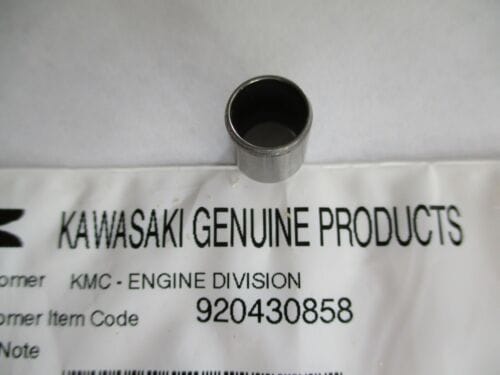 KAWASAKI GENUINE PRODUCTS
omer KMC - ENGINE DIVISION
omer Item Code 920430858
Note